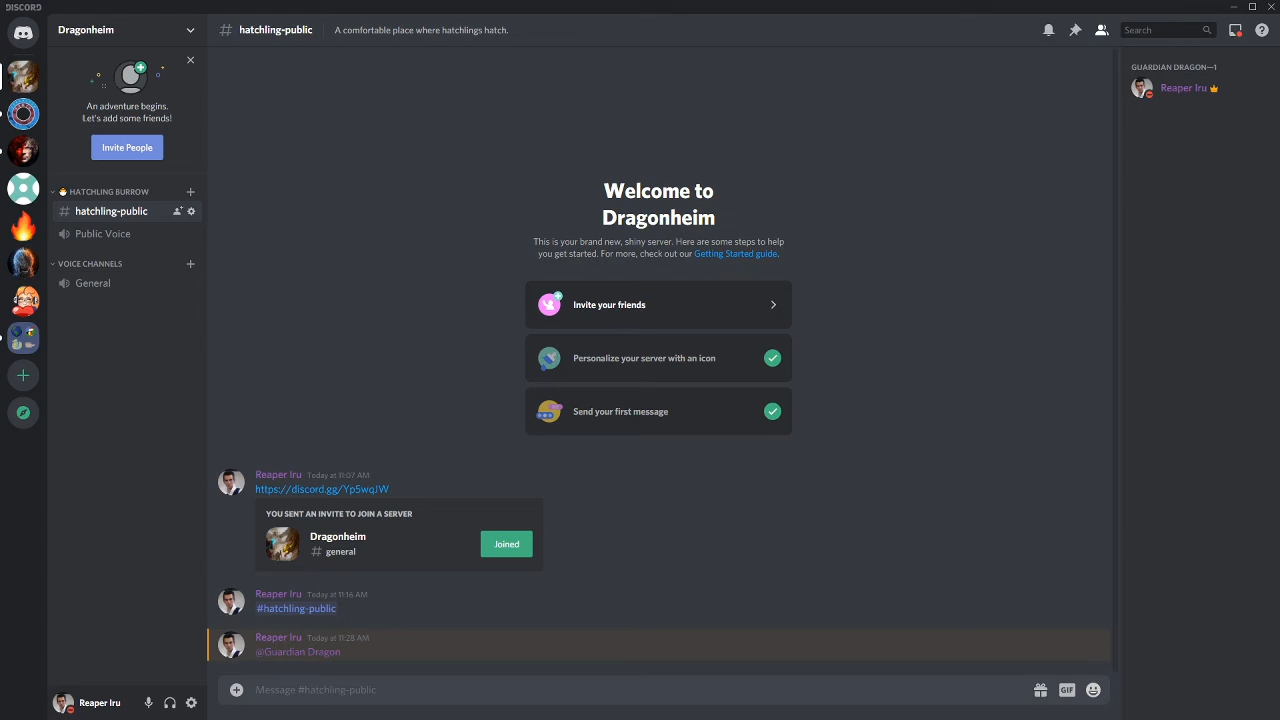 DISCORD
Dragonheim
hatchling-public
A comfortable place where hatchlings hatch.
Search
An adventure begins.
Let's add some friends!
Invite People
HATCHLING BURROW
hatchling-public
Public Voice
VOICE CHANNELS
General
Welcome to
Dragonheim
This is your brand new, shiny server. Here are some steps to help
you get started. For more, check out our Getting Started guide.
Invite your friends
Personalize your server with an icon
Send your first message
Reaper Iru Today at 11:07 AM
https://discord.gg/Yp5wqJW
YOU SENT AN INVITE TO JOIN A SERVER
Dragonheim
# general
Joined
Reaper Iru Today at 11:16 AM
#hatchling-public
Reaper Iru Today at 11:28 AM
@Guardian Dragon
Message #hatchling-public
GIF
Reaper Iru
GUARDIAN DRAGON—1
Reaper Iru